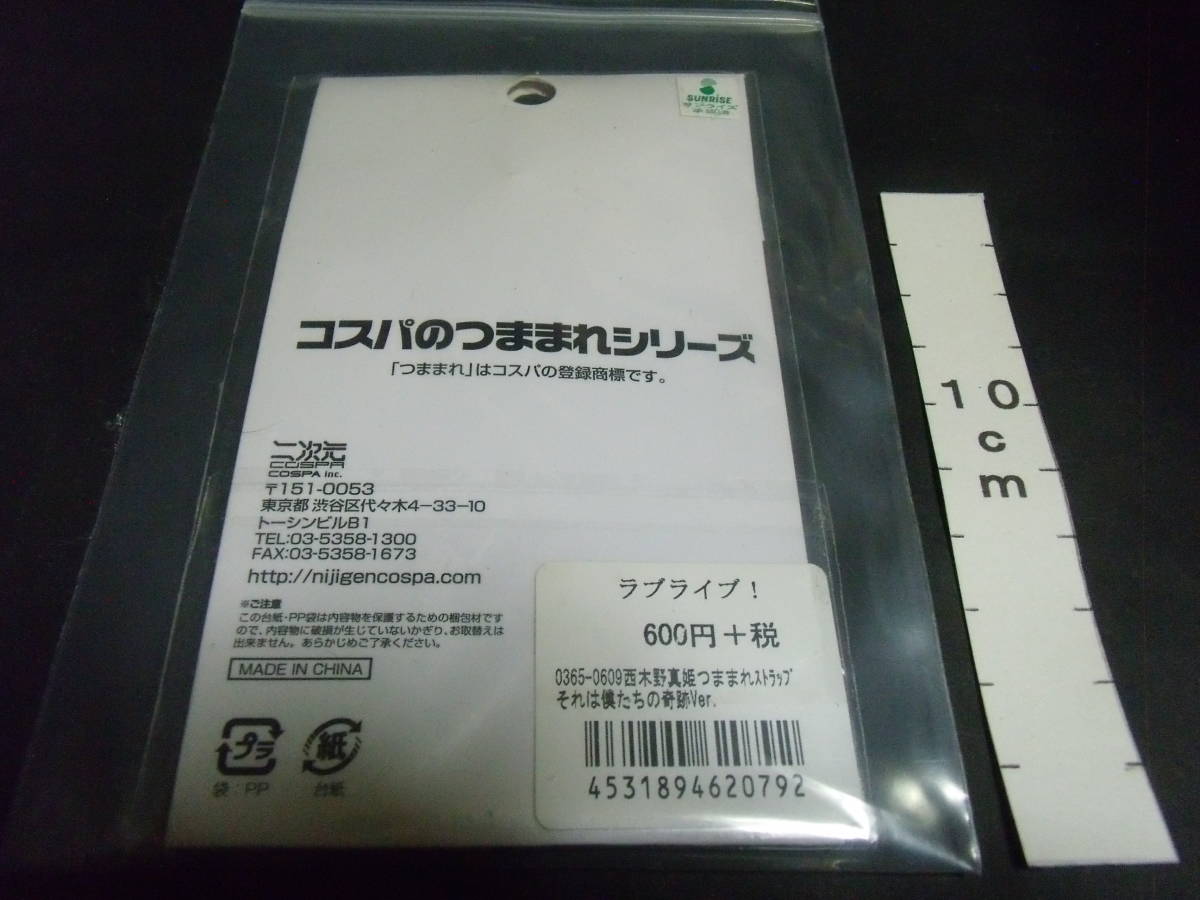 SUNRISE
サンライズ
コスパのつままれシリーズ
「つままれ」はコスパの登録商標です。
二次元
COSPA
COSPA inc.
〒151-0053
東京都 渋谷区代々木4-33-10
トーシンビルB1
TEL:03-5358-1300
FAX:03-5358-1673
http://nijigencospa.com
※ご注意
この台紙・PP袋は内容物を保護するための梱包材ですので、
内容物に破損が生じていないかぎり、お取替えは
出来ません。あらかじめご了承ください。
MADE IN CHINA
プラ
紙
袋:PP
台紙
ラブライブ!
600円+税
0365-0609西木野真姫つままれストラップ
それは僕たちの奇跡Ver.
4531894620792
10
cm